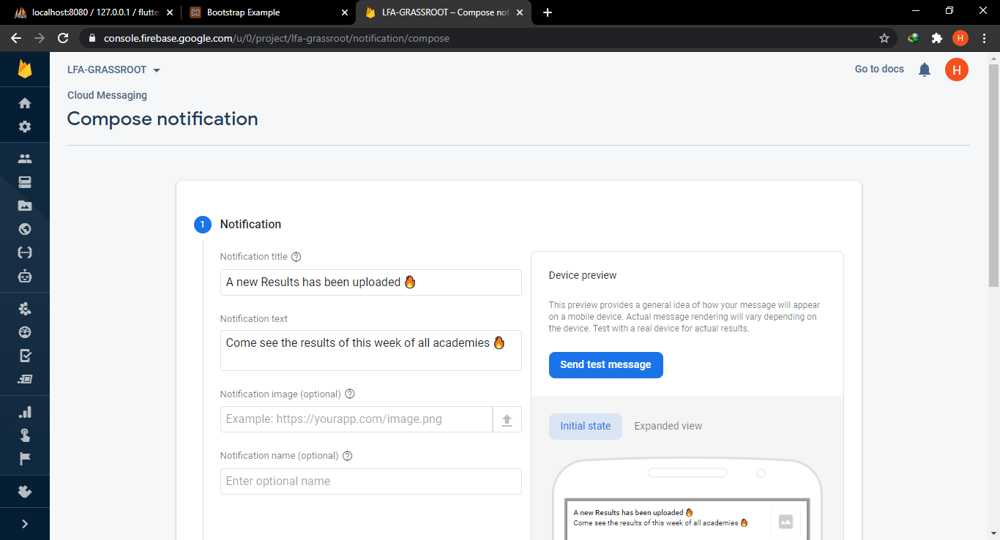 localhost:8080 / 127.0.0.1 / flutte
Bootstrap Example
LFA-GRASSROOT – Compose not
console.firebase.google.com/u/0/project/lfa-grassroot/notification/compose
H
LFA-GRASSROOT
Go to docs
H
Cloud Messaging
Compose notification
1
Notification
Notification title
A new Results has been uploaded 🔥
Notification text
Come see the results of this week of all academies 🔥
Notification image (optional)
Example: https://yourapp.com/image.png
Notification name (optional)
Enter optional name
Device preview
This preview provides a general idea of how your message will appear
on a mobile device. Actual message rendering will vary depending on
the device. Test with a real device for actual results.
Send test message
Initial state
Expanded view
A new Results has been uploaded 🔥
Come see the results of this week of all academies 🔥